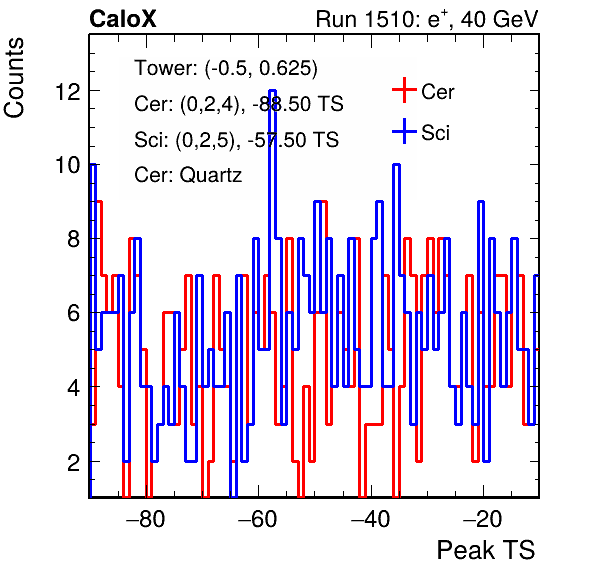 CaloX Run 1510: e+, 40 GeV
Counts
Tower: (-0.5, 0.625)
Cer: (0,2,4), -88.50 TS
Sci: (0,2,5), -57.50 TS
Cer: Quartz
Cer
Sci
12
10
8
6
4
2
−80 −60 −40 −20
Peak TS